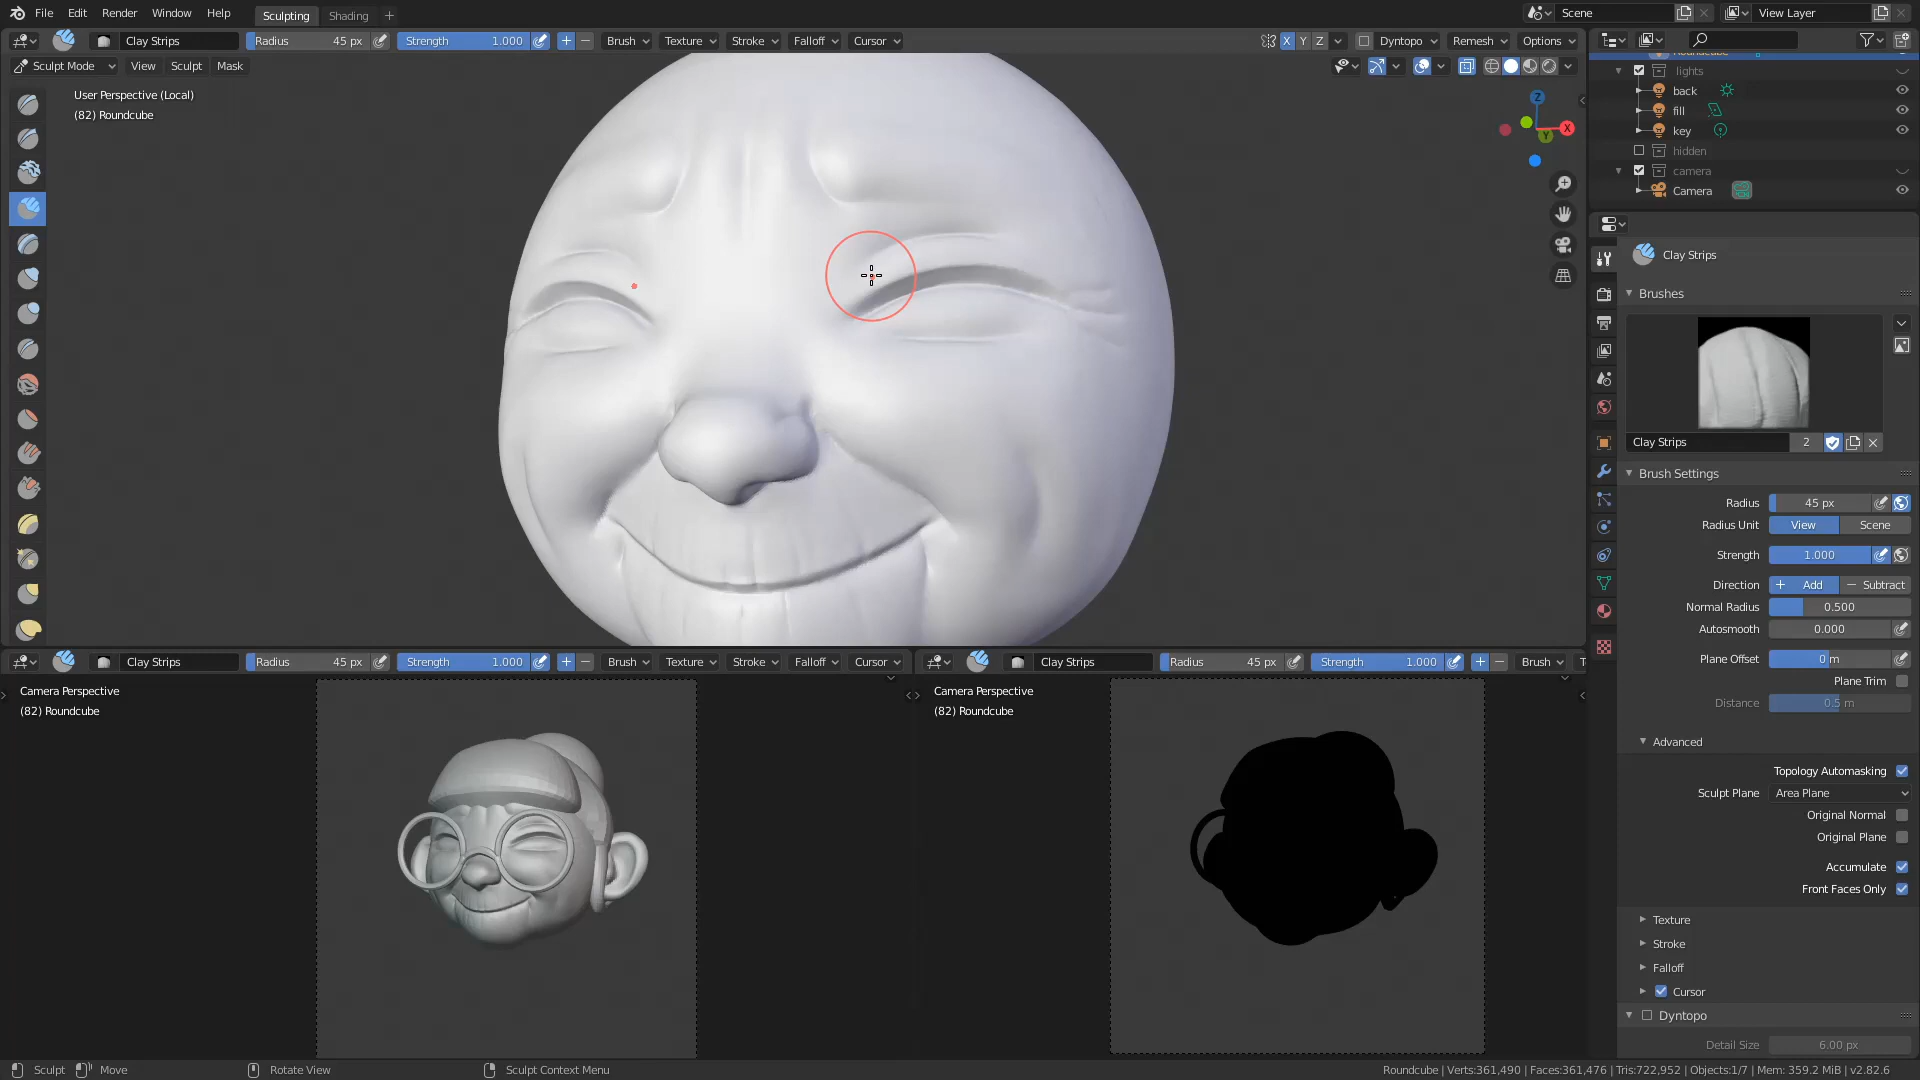 File Edit Render Window Help Sculpting Shading + Scene View Layer
Clay Strips Radius 45 px Strength 1.000 + − Brush Texture Stroke Falloff Cursor X Y Z Dyntopo Remesh Options
Sculpt Mode View Sculpt Mask
User Perspective (Local)
(82) Roundcube
Z
X
Y
Roundcube
lights
back
fill
key
hidden
camera
Camera
Clay Strips
Brushes
Clay Strips 2
Brush Settings
Radius 45 px
Radius Unit View Scene
Strength 1.000
Direction + Add − Subtract
Normal Radius 0.500
Autosmooth 0.000
Plane Offset 0 m
Plane Trim
Distance 0.5 m
Advanced
Topology Automasking
Sculpt Plane Area Plane
Original Normal
Original Plane
Accumulate
Front Faces Only
Texture
Stroke
Falloff
Cursor
Dyntopo
Detail Size 6.00 px
Clay Strips Radius 45 px Strength 1.000 + − Brush Texture Stroke Falloff Cursor
Camera Perspective
(82) Roundcube
Clay Strips Radius 45 px Strength 1.000 + − Brush T
Camera Perspective
(82) Roundcube
Sculpt Move Rotate View Sculpt Context Menu
Roundcube | Verts:361,490 | Faces:361,476 | Tris:722,952 | Objects:1/7 | Mem: 359.2 MiB | v2.82.6